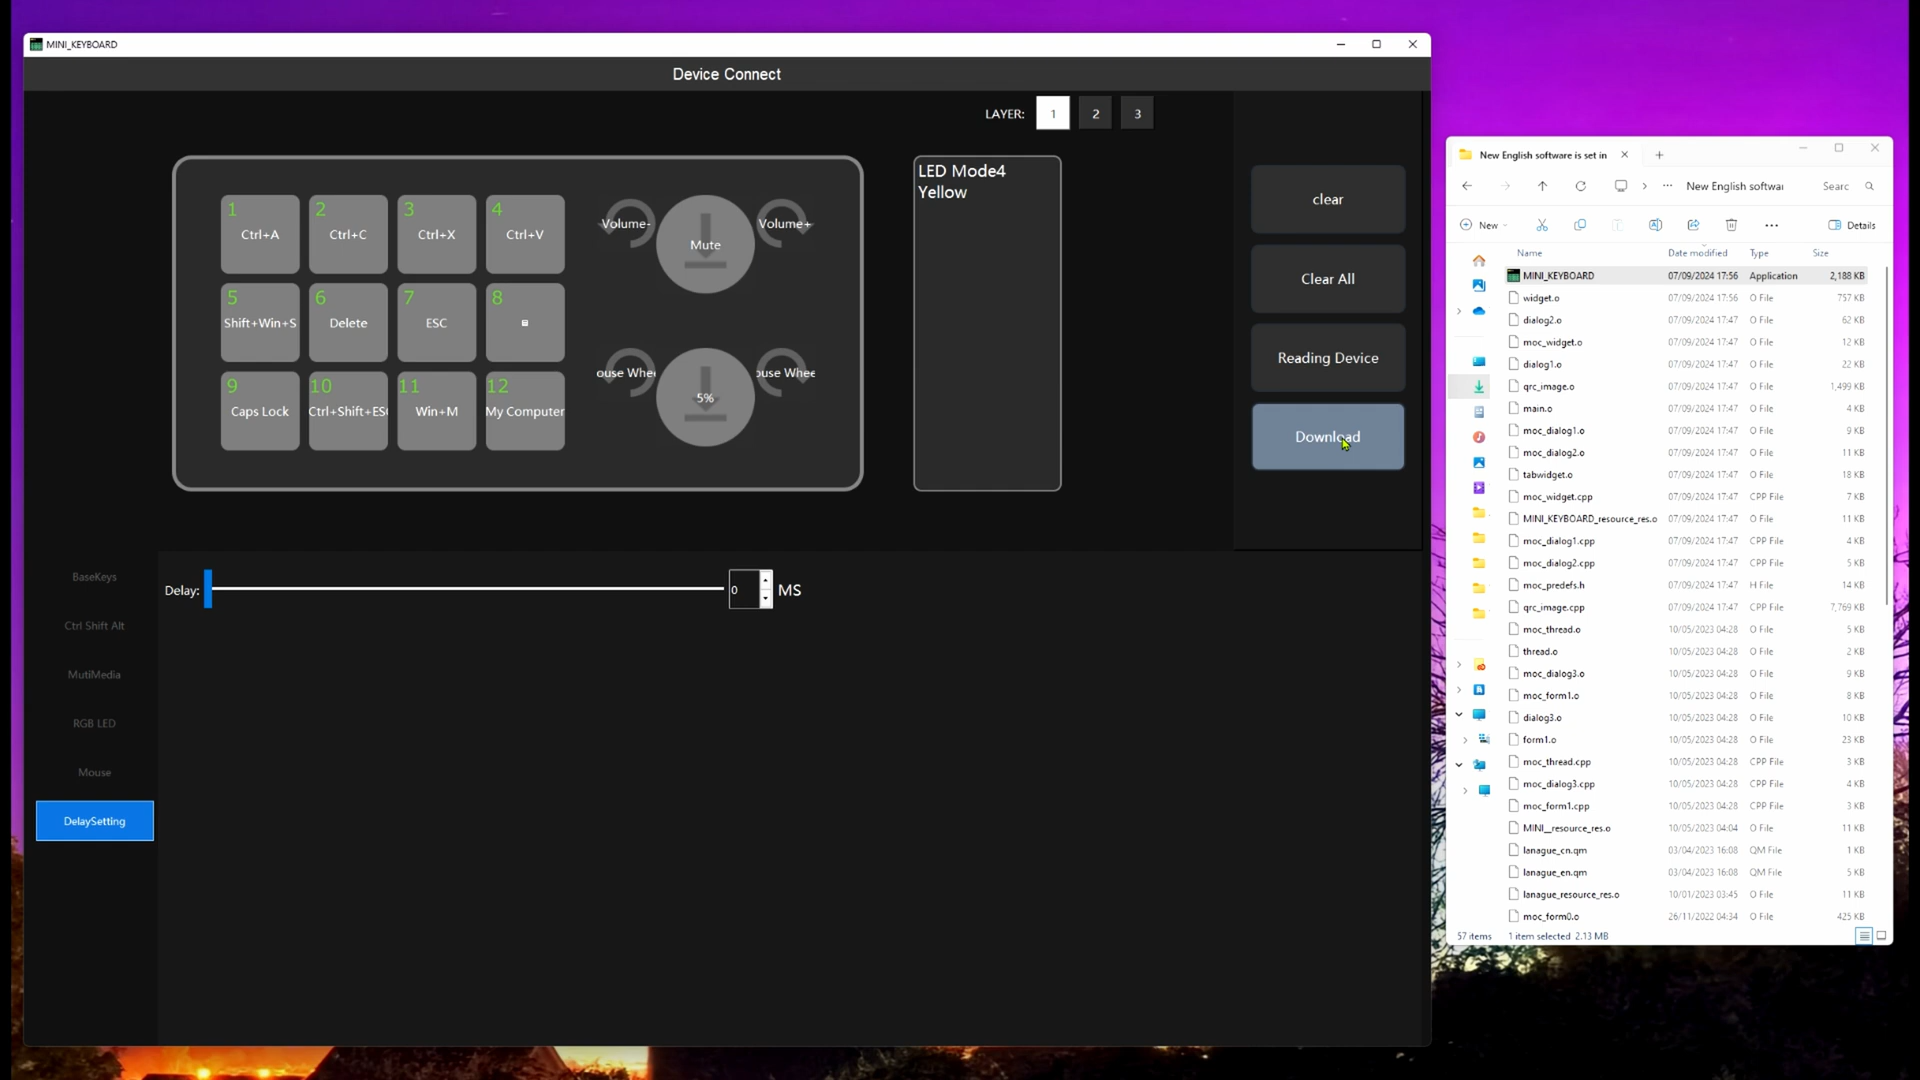 MINI_KEYBOARD
Device Connect
LAYER: 1 2 3
LED Mode4
Yellow
1 Ctrl+A
2 Ctrl+C
3 Ctrl+X
4 Ctrl+V
Volume-
Mute
Volume+
5 Shift+Win+S
6 Delete
7 ESC
8
ouse Whee
5%
ouse Whee
9 Caps Lock
10 Ctrl+Shift+ES
11 Win+M
12 My Computer
clear
Clear All
Reading Device
Download
BaseKeys
Ctrl Shift Alt
MutiMedia
RGB LED
Mouse
DelaySetting
Delay: 0 MS
New English software is set in
New English softwai
Searc
New
Details
Name Date modified Type Size
MINI_KEYBOARD 07/09/2024 17:56 Application 2,188 KB
widget.o 07/09/2024 17:56 O File 757 KB
dialog2.o 07/09/2024 17:47 O File 62 KB
moc_widget.o 07/09/2024 17:47 O File 12 KB
dialog1.o 07/09/2024 17:47 O File 22 KB
qrc_image.o 07/09/2024 17:47 O File 1,499 KB
main.o 07/09/2024 17:47 O File 4 KB
moc_dialog1.o 07/09/2024 17:47 O File 9 KB
moc_dialog2.o 07/09/2024 17:47 O File 11 KB
tabwidget.o 07/09/2024 17:47 O File 18 KB
moc_widget.cpp 07/09/2024 17:47 CPP File 7 KB
MINI_KEYBOARD_resource_res.o 07/09/2024 17:47 O File 11 KB
moc_dialog1.cpp 07/09/2024 17:47 CPP File 4 KB
moc_dialog2.cpp 07/09/2024 17:47 CPP File 5 KB
moc_predefs.h 07/09/2024 17:47 H File 14 KB
qrc_image.cpp 07/09/2024 17:47 CPP File 7,769 KB
moc_thread.o 10/05/2023 04:28 O File 5 KB
thread.o 10/05/2023 04:28 O File 2 KB
moc_dialog3.o 10/05/2023 04:28 O File 9 KB
moc_form1.o 10/05/2023 04:28 O File 8 KB
dialog3.o 10/05/2023 04:28 O File 10 KB
form1.o 10/05/2023 04:28 O File 23 KB
moc_thread.cpp 10/05/2023 04:28 CPP File 3 KB
moc_dialog3.cpp 10/05/2023 04:28 CPP File 4 KB
moc_form1.cpp 10/05/2023 04:28 CPP File 3 KB
MINI__resource_res.o 10/05/2023 04:04 O File 11 KB
lanague_cn.qm 03/04/2023 16:08 QM File 1 KB
lanague_en.qm 03/04/2023 16:08 QM File 5 KB
lanague_resource_res.o 10/01/2023 03:45 O File 11 KB
moc_form0.o 26/11/2022 04:34 O File 425 KB
57 items 1 item selected 2.13 MB